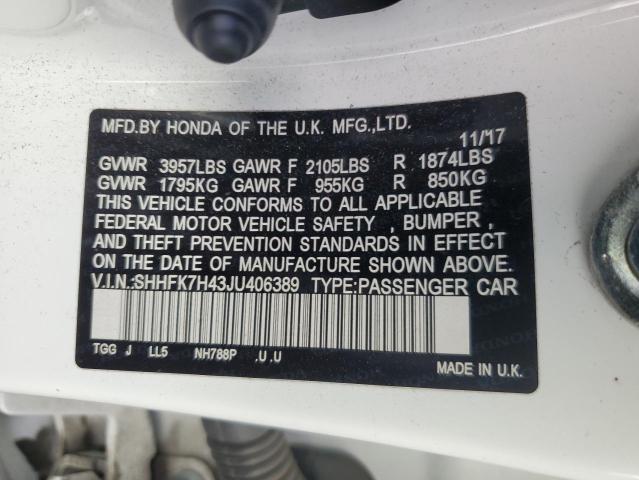 MFD.BY HONDA OF THE U.K. MFG.,LTD.
11/17
GVWR 3957LBS GAWR F 2105LBS R 1874LBS
GVWR 1795KG GAWR F 955KG R 850KG
THIS VEHICLE CONFORMS TO ALL APPLICABLE
FEDERAL MOTOR VEHICLE SAFETY , BUMPER ,
AND THEFT PREVENTION STANDARDS IN EFFECT
ON THE DATE OF MANUFACTURE SHOWN ABOVE.
V.I.N.:SHHFK7H43JU406389 TYPE:PASSENGER CAR
TGG J LL5 NH788P .U .U
MADE IN U.K.